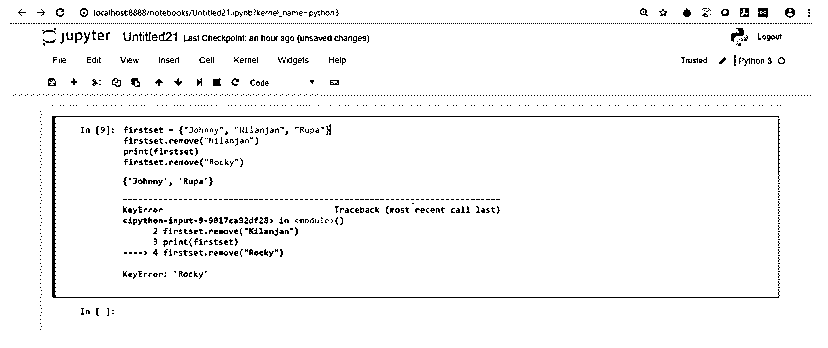 localhost:8888/notebooks/Untitled21.ipynb?kernel_name=python3
jupyter Untitled21 Last Checkpoint: an hour ago (unsaved changes) Logout
File Edit View Insert Cell Kernel Widgets Help Trusted Python 3
Code
In [9]: firstset = {"Johnny", "Nilanjan", "Rupa"}
firstset.remove("Nilanjan")
print(firstset)
firstset.remove("Rocky")
{'Johnny', 'Rupa'}
KeyError Traceback (most recent call last)
<ipython-input-9-9817ca92df28> in <module>()
2 firstset.remove("Nilanjan")
3 print(firstset)
----> 4 firstset.remove("Rocky")
KeyError: 'Rocky'
In [ ]: